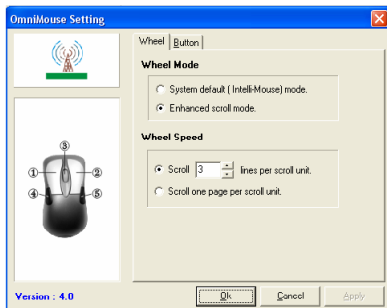 OmniMouse Setting
Wheel Button
Wheel Mode
System default ( Intelli-Mouse) mode.
Enhanced scroll mode.
Wheel Speed
Scroll 3 lines per scroll unit.
Scroll one page per scroll unit.
③
① ②
④ ⑤
Version : 4.0
Ok Cancel Apply